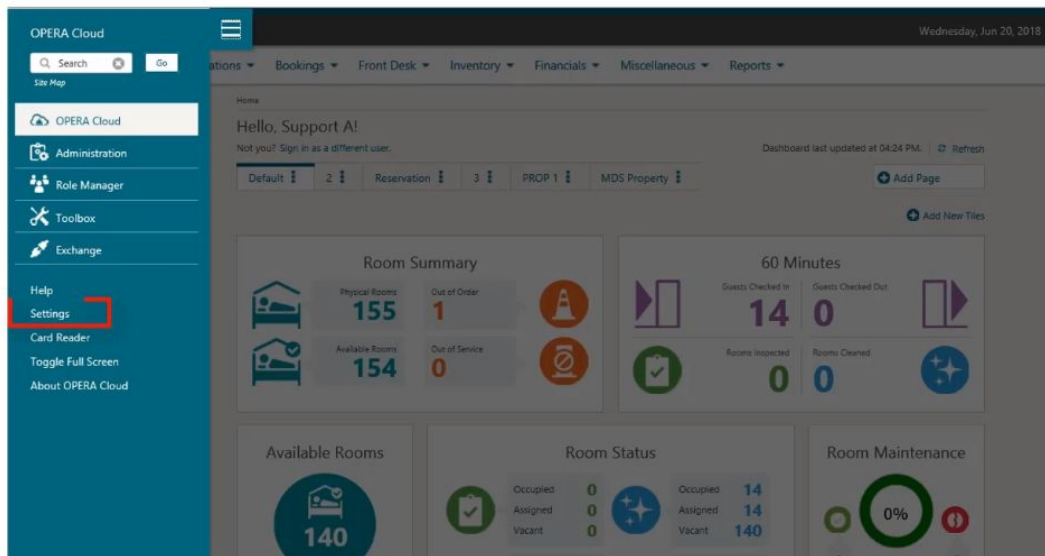 OPERA Cloud
Search
Go
Site Map
OPERA Cloud
Administration
Role Manager
Toolbox
Exchange
Help
Settings
Card Reader
Toggle Full Screen
About OPERA Cloud
Wednesday, Jun 20, 2018
ations Bookings Front Desk Inventory Financials Miscellaneous Reports
Home
Hello, Support A!
Not you? Sign in as a different user.
Dashboard last updated at 04:24 PM. Refresh
Default 2 Reservation 3 PROP 1 MDS Property
Add Page
Add New Tiles
Room Summary
Physical Rooms Out of Order
155 1
Available Rooms Out of Service
154 0
60 Minutes
Guests Checked In Guests Checked Out
14 0
Rooms Inspected Rooms Cleaned
0 0
Available Rooms
140
Room Status
Occupied 0 Occupied 14
Assigned 0 Assigned 14
Vacant 0 Vacant 140
Room Maintenance
0%